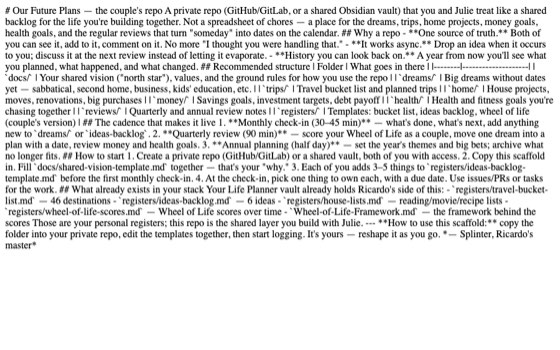 # Our Future Plans — the couple's repo A private repo (GitHub/GitLab, or a shared Obsidian vault) that you and Julie treat like a shared
backlog for the life you're building together. Not a spreadsheet of chores — a place for the dreams, trips, home projects, money goals,
health goals, and the regular reviews that turn "someday" into dates on the calendar. ## Why a repo - **One source of truth.** Both of
you can see it, add to it, comment on it. No more "I thought you were handling that." - **It works async.** Drop an idea when it occurs
to you; discuss it at the next review instead of letting it evaporate. - **History you can look back on.** A year from now you'll see what
you planned, what happened, and what changed. ## Recommended structure | Folder | What goes in there | |--------|--------------------| |
`docs/` | Your shared vision ("north star"), values, and the ground rules for how you use the repo | | `dreams/` | Big dreams without dates
yet — sabbatical, second home, business, kids' education, etc. | | `trips/` | Travel bucket list and planned trips | | `home/` | House projects,
moves, renovations, big purchases | | `money/` | Savings goals, investment targets, debt payoff | | `health/` | Health and fitness goals you're
chasing together | | `reviews/` | Quarterly and annual review notes | | `registers/` | Templates: bucket list, ideas backlog, wheel of life
(couple's version) | ## The cadence that makes it live 1. **Monthly check-in (30–45 min)** — what's done, what's next, add anything
new to `dreams/` or `ideas-backlog`. 2. **Quarterly review (90 min)** — score your Wheel of Life as a couple, move one dream into a
plan with a date, review money and health goals. 3. **Annual planning (half day)** — set the year's themes and big bets; archive what
no longer fits. ## How to start 1. Create a private repo (GitHub/GitLab) or a shared vault, both of you with access. 2. Copy this scaffold
in. Fill `docs/shared-vision-template.md` together — that's your "why." 3. Each of you adds 3–5 things to `registers/ideas-backlog-
template.md` before the first monthly check-in. 4. At the check-in, pick one thing to own each, with a due date. Use issues/PRs or tasks
for the work. ## What already exists in your stack Your Life Planner vault already holds Ricardo's side of this: - `registers/travel-bucket-
list.md` — 46 destinations - `registers/ideas-backlog.md` — 6 ideas - `registers/house-lists.md` — reading/movie/recipe lists -
`registers/wheel-of-life-scores.md` — Wheel of Life scores over time - `Wheel-of-Life-Framework.md` — the framework behind the
scores Those are your personal registers; this repo is the shared layer you build with Julie. --- **How to use this scaffold:** copy the
folder into your private repo, edit the templates together, then start logging. It's yours — reshape it as you go. *— Splinter, Ricardo's
master*